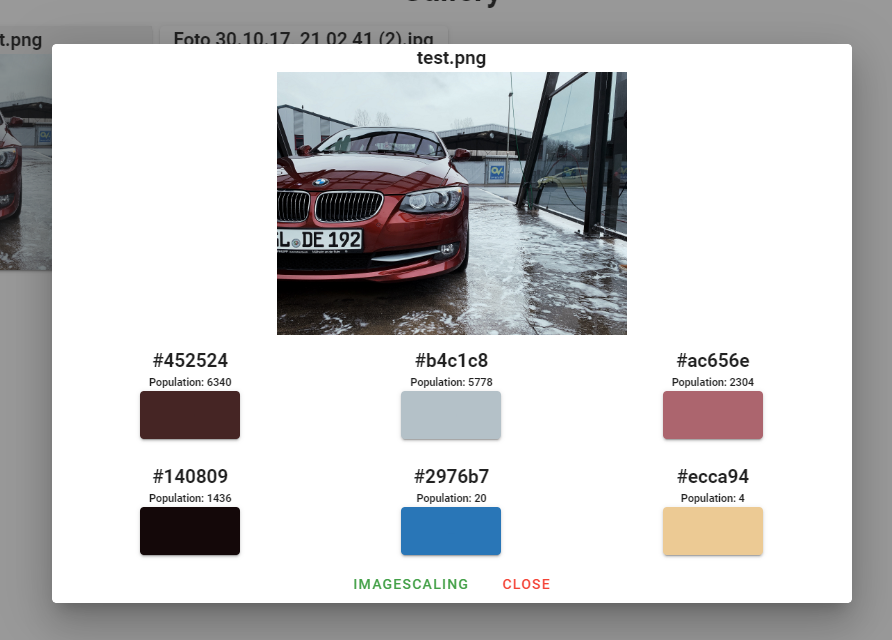 Gallery
t.png
Foto 30.10.17, 21 02 41 (2).jpg
test.png
GL DE 192
#452524
Population: 6340
#b4c1c8
Population: 5778
#ac656e
Population: 2304
#140809
Population: 1436
#2976b7
Population: 20
#ecca94
Population: 4
IMAGESCALING
CLOSE